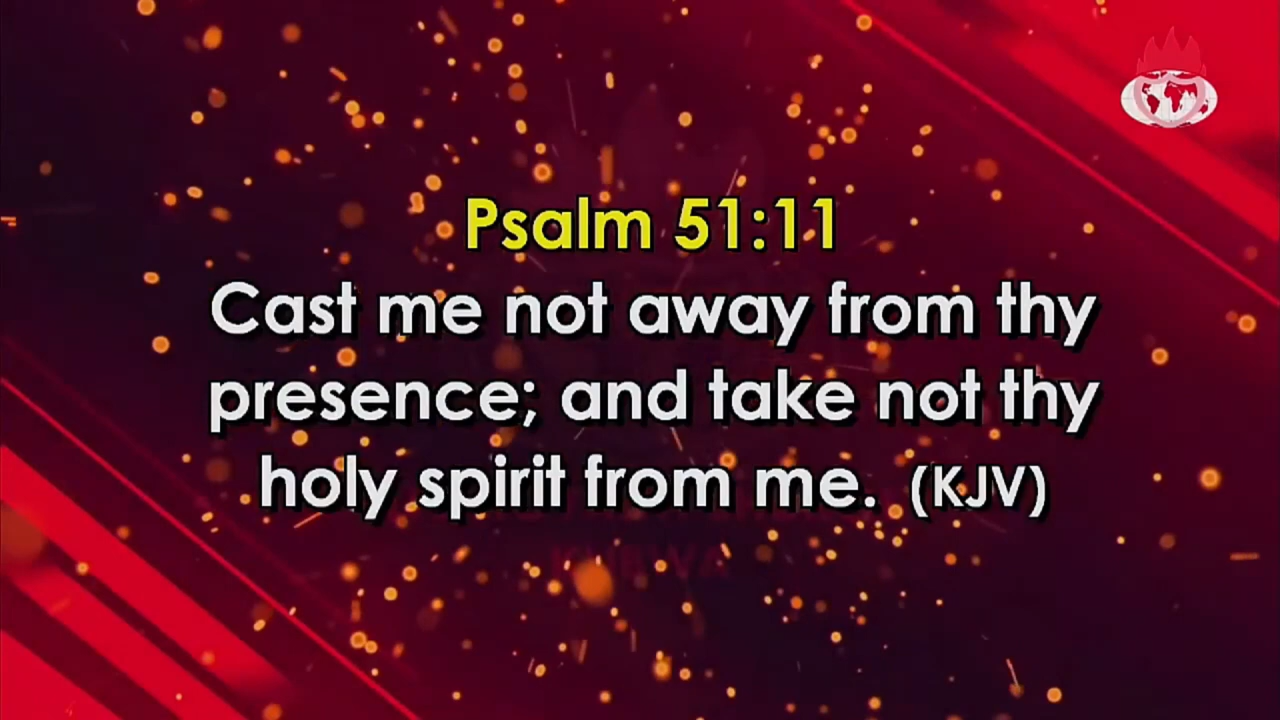 Psalm 51:11
Cast me not away from thy
presence; and take not thy
holy spirit from me. (KJV)